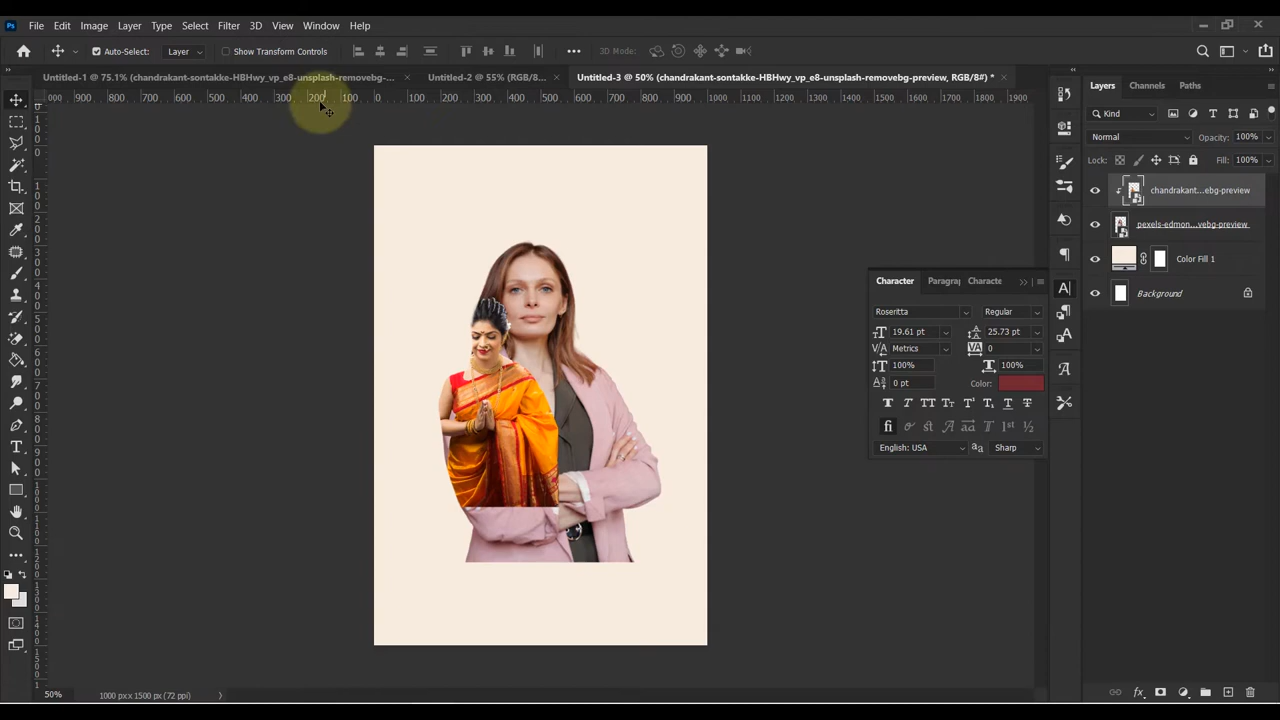 Ps File Edit Image Layer Type Select Filter 3D View Window Help
Auto-Select: Layer Show Transform Controls 3D Mode:
Untitled-1 @ 75.1% (chandrakant-sontakke-HBHwy_vp_e8-unsplash-removebg-... Untitled-2 @ 55% (RGB/8... Untitled-3 @ 50% (chandrakant-sontakke-HBHwy_vp_e8-unsplash-removebg-preview, RGB/8#) *
000 900 800 700 600 500 400 300 200 100 0 100 200 300 400 500 600 700 800 900 1000 1100 1200 1300 1400 1500 1600 1700 1800 1900
Layers Channels Paths
Kind
Normal Opacity: 100%
Lock: Fill: 100%
chandrakant...ebg-preview
pexels-edmon...vebg-preview
Color Fill 1
Background
Character Paragraj Characte
Roseritta Regular
19.61 pt 25.73 pt
Metrics 0
100% 100%
0 pt Color:
English: USA Sharp
50% 1000 px x 1500 px (72 ppi)